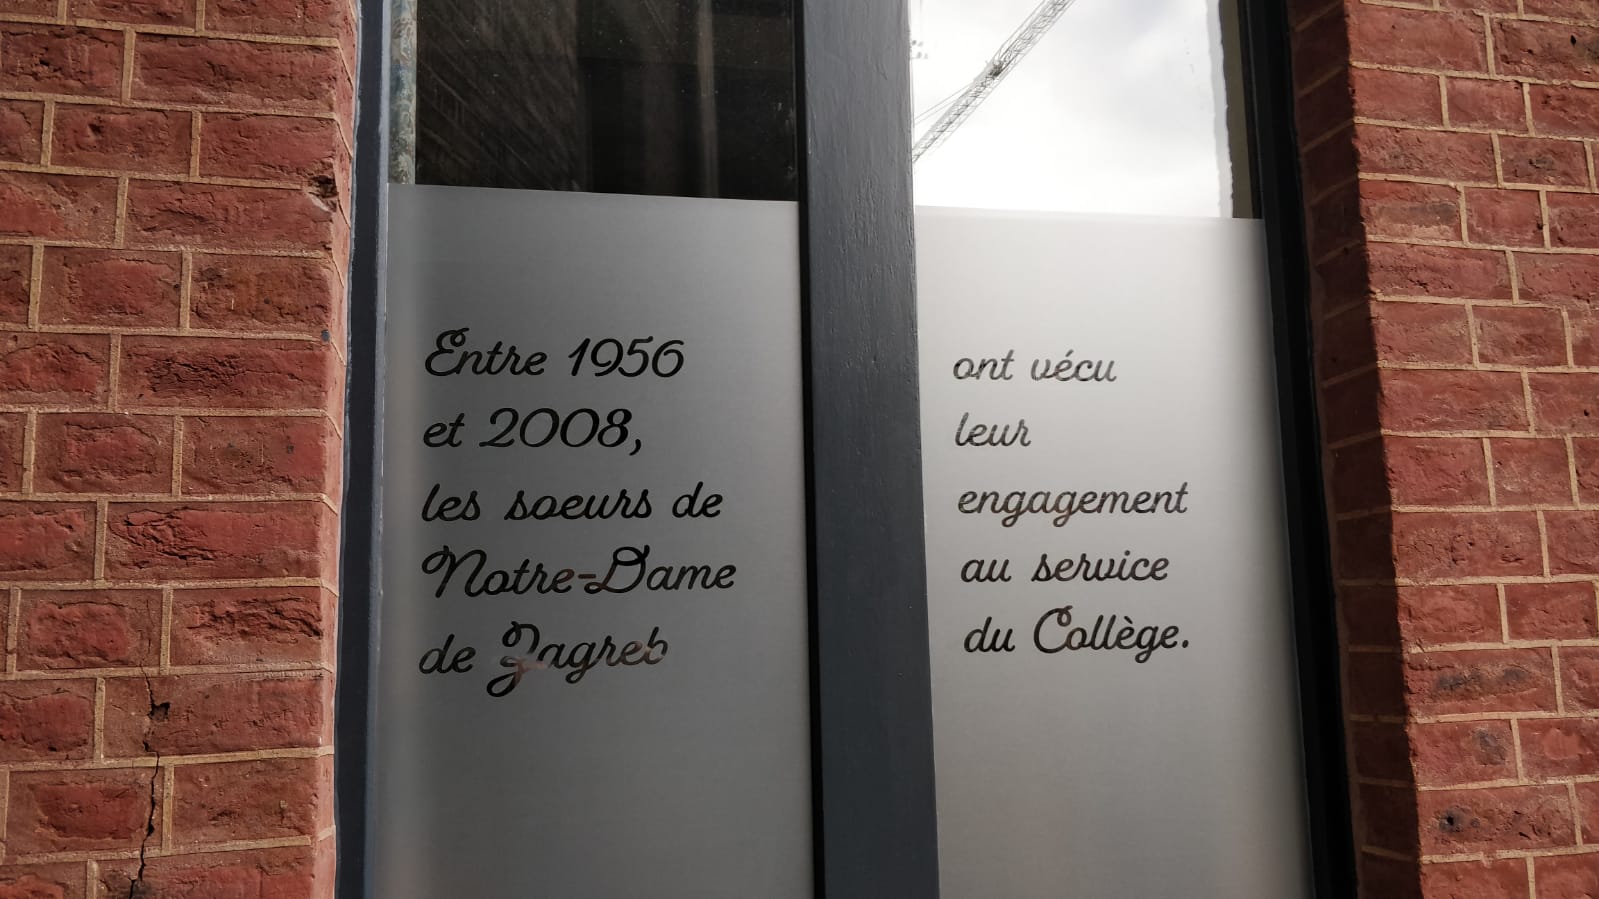 Entre 1956
et 2008,
les soeurs de
Notre-Dame
de Zagreb
ont vécu
leur
engagement
au service
du Collège.